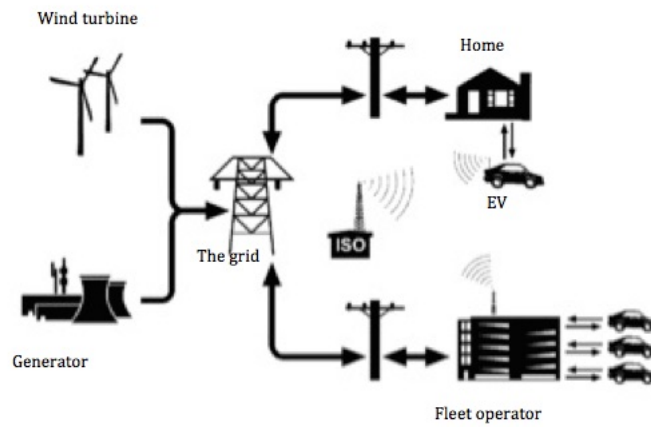 Wind turbine
Home
EV
ISO
The grid
Generator
Fleet operator